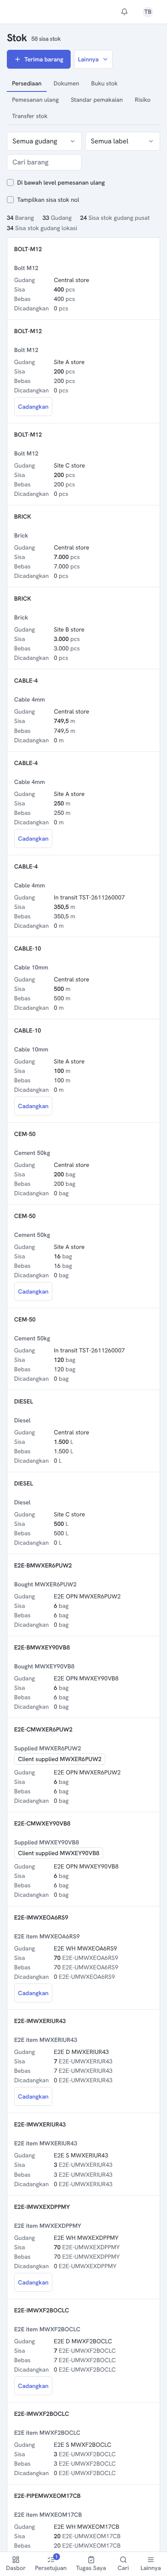 TB
Stok 58 sisa stok
+ Terima barang Lainnya
Persediaan Dokumen Buku stok
Pemesanan ulang Standar pemakaian Risiko
Transfer stok
Semua gudang Semua label
Cari barang
Di bawah level pemesanan ulang
Tampilkan sisa stok nol
34 Barang 33 Gudang 24 Sisa stok gudang pusat
34 Sisa stok gudang lokasi
BOLT-M12
Bolt M12
Gudang Central store
Sisa 400 pcs
Bebas 400 pcs
Dicadangkan 0 pcs
BOLT-M12
Bolt M12
Gudang Site A store
Sisa 200 pcs
Bebas 200 pcs
Dicadangkan 0 pcs
Cadangkan
BOLT-M12
Bolt M12
Gudang Site C store
Sisa 200 pcs
Bebas 200 pcs
Dicadangkan 0 pcs
BRICK
Brick
Gudang Central store
Sisa 7.000 pcs
Bebas 7.000 pcs
Dicadangkan 0 pcs
BRICK
Brick
Gudang Site B store
Sisa 3.000 pcs
Bebas 3.000 pcs
Dicadangkan 0 pcs
CABLE-4
Cable 4mm
Gudang Central store
Sisa 749,5 m
Bebas 749,5 m
Dicadangkan 0 m
CABLE-4
Cable 4mm
Gudang Site A store
Sisa 250 m
Bebas 250 m
Dicadangkan 0 m
Cadangkan
CABLE-4
Cable 4mm
Gudang In transit TST-2611260007
Sisa 350,5 m
Bebas 350,5 m
Dicadangkan 0 m
CABLE-10
Cable 10mm
Gudang Central store
Sisa 500 m
Bebas 500 m
Dicadangkan 0 m
CABLE-10
Cable 10mm
Gudang Site A store
Sisa 100 m
Bebas 100 m
Dicadangkan 0 m
Cadangkan
CEM-50
Cement 50kg
Gudang Central store
Sisa 200 bag
Bebas 200 bag
Dicadangkan 0 bag
CEM-50
Cement 50kg
Gudang Site A store
Sisa 16 bag
Bebas 16 bag
Dicadangkan 0 bag
Cadangkan
CEM-50
Cement 50kg
Gudang In transit TST-2611260007
Sisa 120 bag
Bebas 120 bag
Dicadangkan 0 bag
DIESEL
Diesel
Gudang Central store
Sisa 1.500 L
Bebas 1.500 L
Dicadangkan 0 L
DIESEL
Diesel
Gudang Site C store
Sisa 500 L
Bebas 500 L
Dicadangkan 0 L
E2E-BMWXER6PUW2
Bought MWXER6PUW2
Gudang E2E OPN MWXER6PUW2
Sisa 6 bag
Bebas 6 bag
Dicadangkan 0 bag
E2E-BMWXEY90VB8
Bought MWXEY90VB8
Gudang E2E OPN MWXEY90VB8
Sisa 6 bag
Bebas 6 bag
Dicadangkan 0 bag
E2E-CMWXER6PUW2
Supplied MWXER6PUW2
Client supplied MWXER6PUW2
Gudang E2E OPN MWXER6PUW2
Sisa 6 bag
Bebas 6 bag
Dicadangkan 0 bag
E2E-CMWXEY90VB8
Supplied MWXEY90VB8
Client supplied MWXEY90VB8
Gudang E2E OPN MWXEY90VB8
Sisa 6 bag
Bebas 6 bag
Dicadangkan 0 bag
E2E-IMWXEOA6RS9
E2E item MWXEOA6RS9
Gudang E2E WH MWXEOA6RS9
Sisa 70 E2E-UMWXEOA6RS9
Bebas 70 E2E-UMWXEOA6RS9
Dicadangkan 0 E2E-UMWXEOA6RS9
Cadangkan
E2E-IMWXERIUR43
E2E item MWXERIUR43
Gudang E2E D MWXERIUR43
Sisa 7 E2E-UMWXERIUR43
Bebas 7 E2E-UMWXERIUR43
Dicadangkan 0 E2E-UMWXERIUR43
Cadangkan
E2E-IMWXERIUR43
E2E item MWXERIUR43
Gudang E2E S MWXERIUR43
Sisa 3 E2E-UMWXERIUR43
Bebas 3 E2E-UMWXERIUR43
Dicadangkan 0 E2E-UMWXERIUR43
E2E-IMWXEXDPPMY
E2E item MWXEXDPPMY
Gudang E2E WH MWXEXDPPMY
Sisa 70 E2E-UMWXEXDPPMY
Bebas 70 E2E-UMWXEXDPPMY
Dicadangkan 0 E2E-UMWXEXDPPMY
Cadangkan
E2E-IMWXF2BOCLC
E2E item MWXF2BOCLC
Gudang E2E D MWXF2BOCLC
Sisa 7 E2E-UMWXF2BOCLC
Bebas 7 E2E-UMWXF2BOCLC
Dicadangkan 0 E2E-UMWXF2BOCLC
Cadangkan
E2E-IMWXF2BOCLC
E2E item MWXF2BOCLC
Gudang E2E S MWXF2BOCLC
Sisa 3 E2E-UMWXF2BOCLC
Bebas 3 E2E-UMWXF2BOCLC
Dicadangkan 0 E2E-UMWXF2BOCLC
E2E-PIPEMWXEOM17CB
E2E item MWXEOM17CB
Gudang E2E WH MWXEOM17CB
Sisa 20 E2E-UMWXEOM17CB
Bebas 20 E2E-UMWXEOM17CB
Dasbor Persetujuan Tugas Saya Cari Lainnya